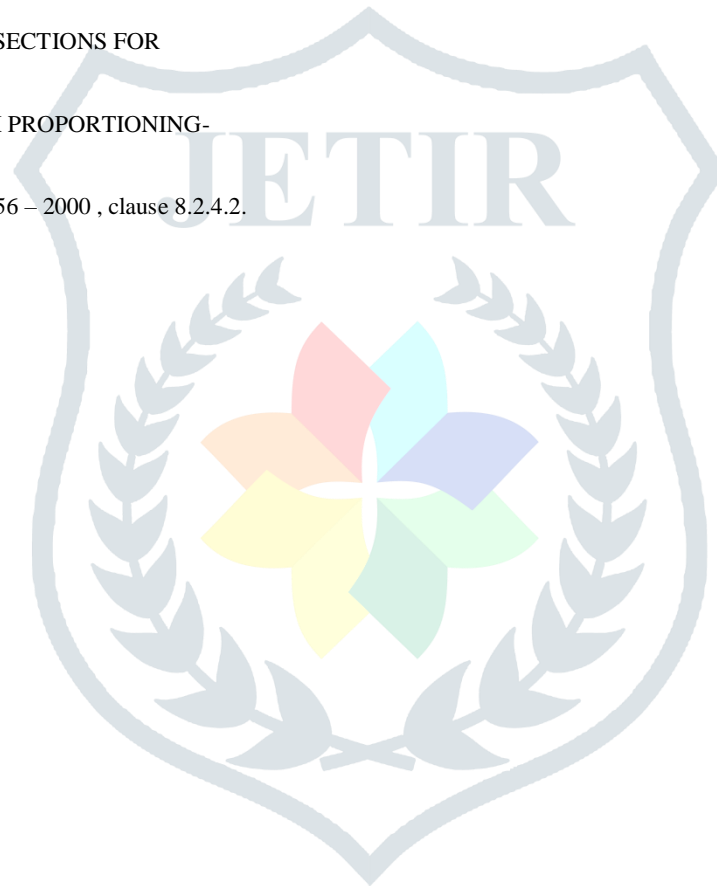 SECTIONS FOR
PROPORTIONING-
56 – 2000 , clause 8.2.4.2.
JETIR